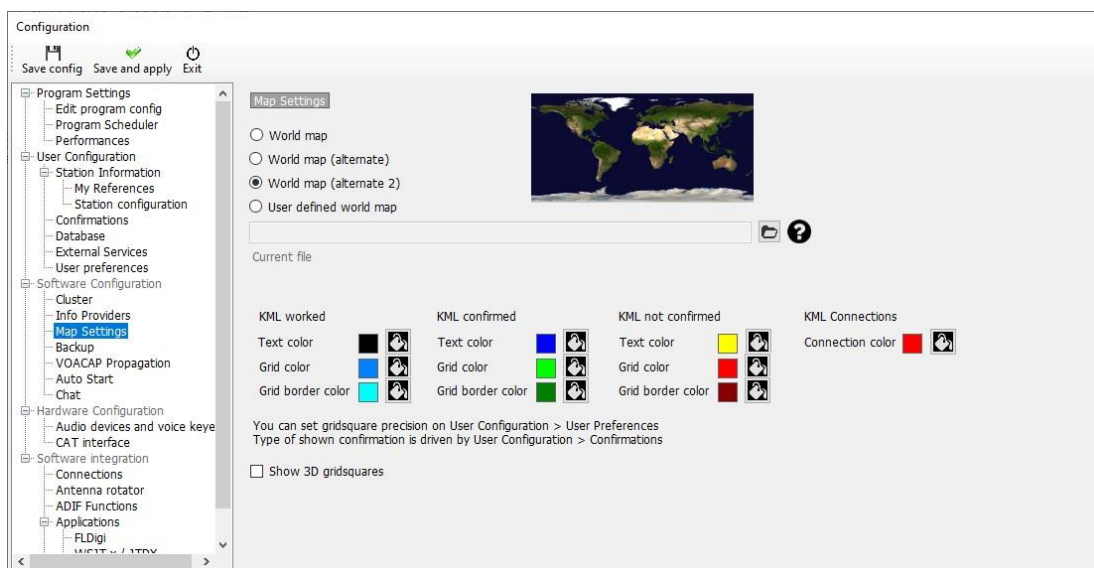 Configuration
Save config Save and apply Exit
Program Settings
Edit program config
Program Scheduler
Performances
User Configuration
Station Information
My References
Station configuration
Confirmations
Database
External Services
User preferences
Software Configuration
Cluster
Info Providers
Map Settings
Backup
VOACAP Propagation
Auto Start
Chat
Hardware Configuration
Audio devices and voice keye
CAT interface
Software integration
Connections
Antenna rotator
ADIF Functions
Applications
FLDigi
WSJT-x / JTDX
Map Settings
World map
World map (alternate)
World map (alternate 2)
User defined world map
?
Current file
KML worked KML confirmed KML not confirmed KML Connections
Text color Text color Text color Connection color
Grid color Grid color Grid color
Grid border color Grid border color Grid border color
You can set gridsquare precision on User Configuration > User Preferences
Type of shown confirmation is driven by User Configuration > Confirmations
Show 3D gridsquares